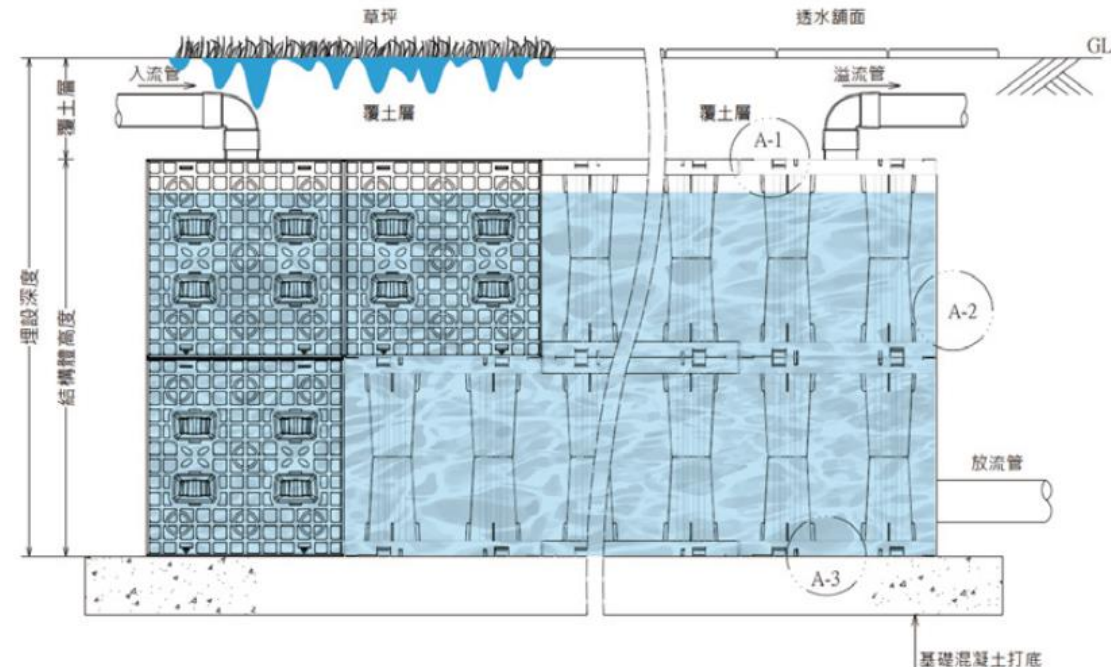 草坪
透水舖面
GL
入流管
溢流管
覆土層
覆土層
覆土層
A-1
埋設深度
結構體高度
A-2
放流管
A-3
基礎混凝土打底